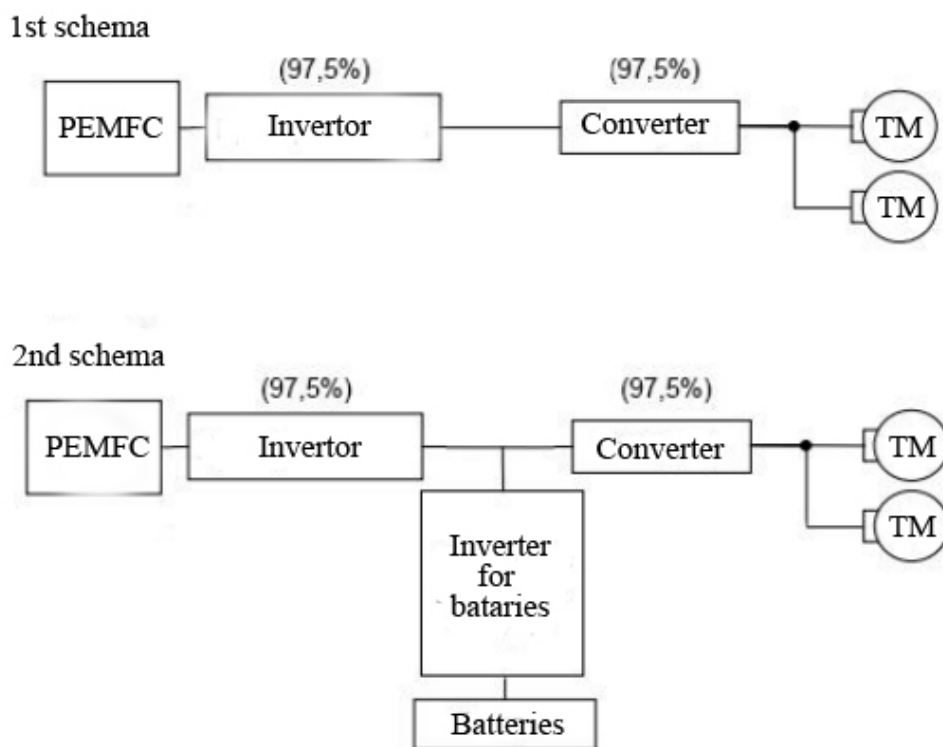 1st schema
(97,5%) (97,5%)
PEMFC Invertor Converter TM
TM
2nd schema
(97,5%) (97,5%)
PEMFC Invertor Converter TM
TM
Inverter
for
bataries
Batteries